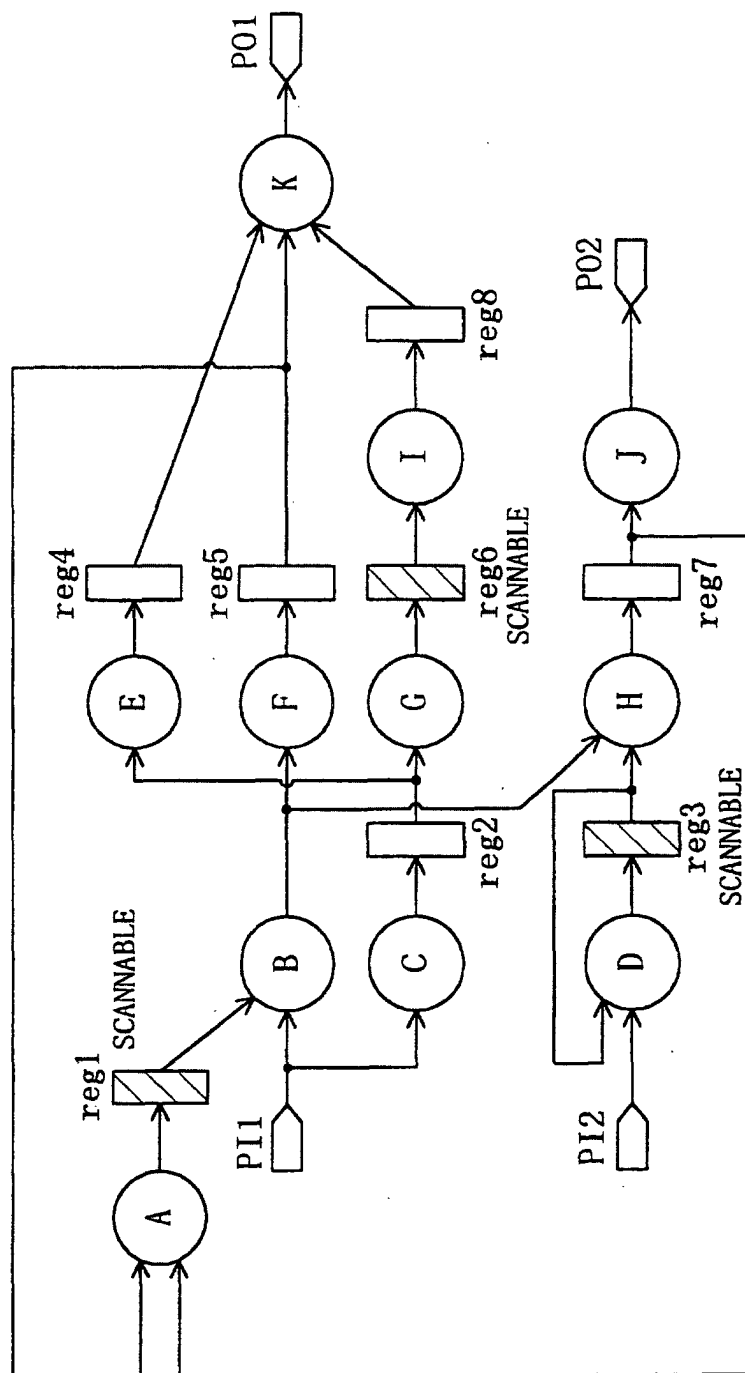 A
reg1
SCANNABLE
PI1
B
C
reg2
E
F
G
reg4
reg5
reg6
SCANNABLE
I
reg8
K
PO1
PI2
D
reg3
SCANNABLE
H
reg7
J
PO2